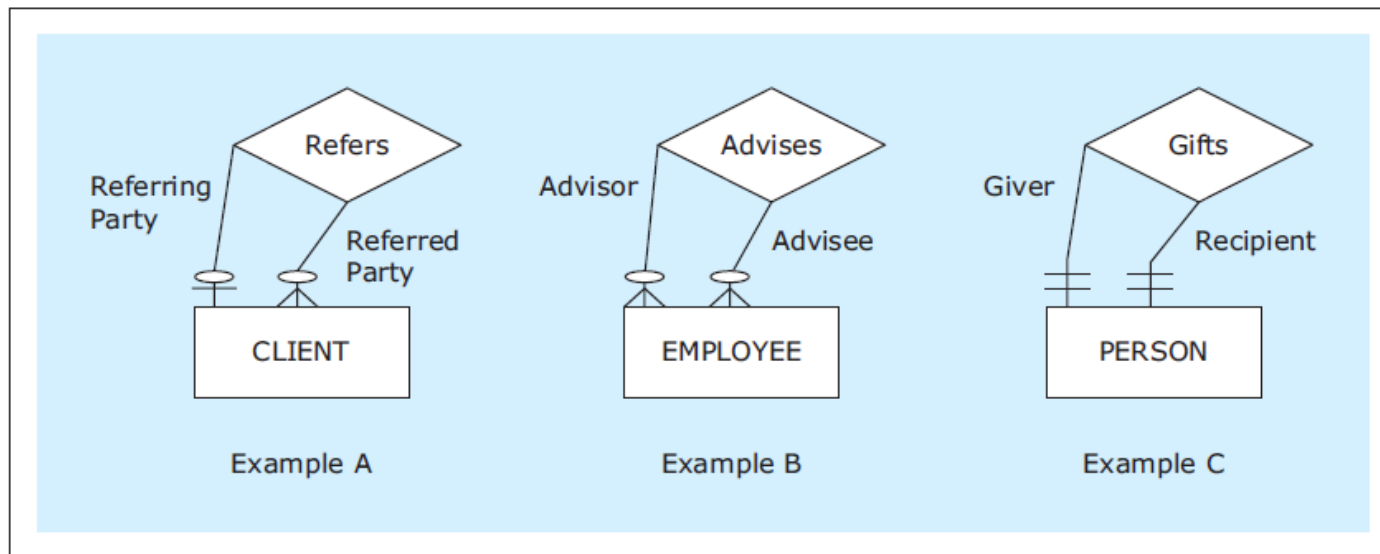 Refers
Referring
Party
Referred
Party
CLIENT
Example A
Advises
Advisor
Advisee
EMPLOYEE
Example B
Gifts
Giver
Recipient
PERSON
Example C